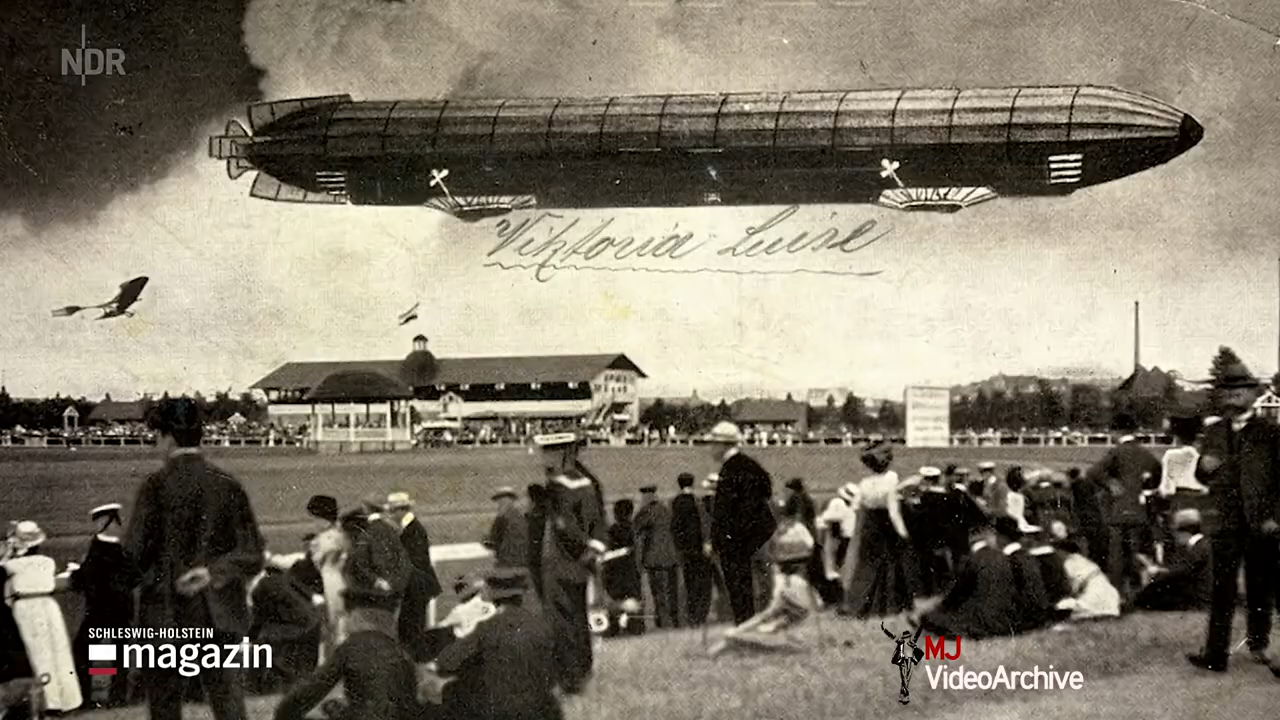 NDR
Viktoria Luise
SCHLESWIG-HOLSTEIN
magazin
MJ
VideoArchive